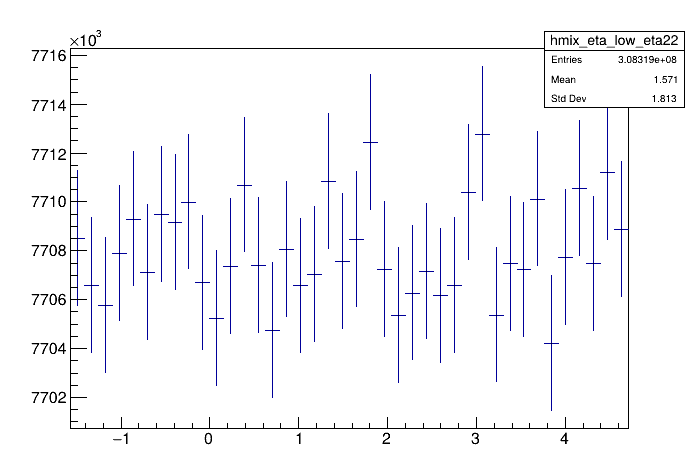 ×10³
hmix_eta_low_eta22
Entries 3.08319e+08
Mean 1.571
Std Dev 1.813
7716
7714
7712
7710
7708
7706
7704
7702
−1 0 1 2 3 4